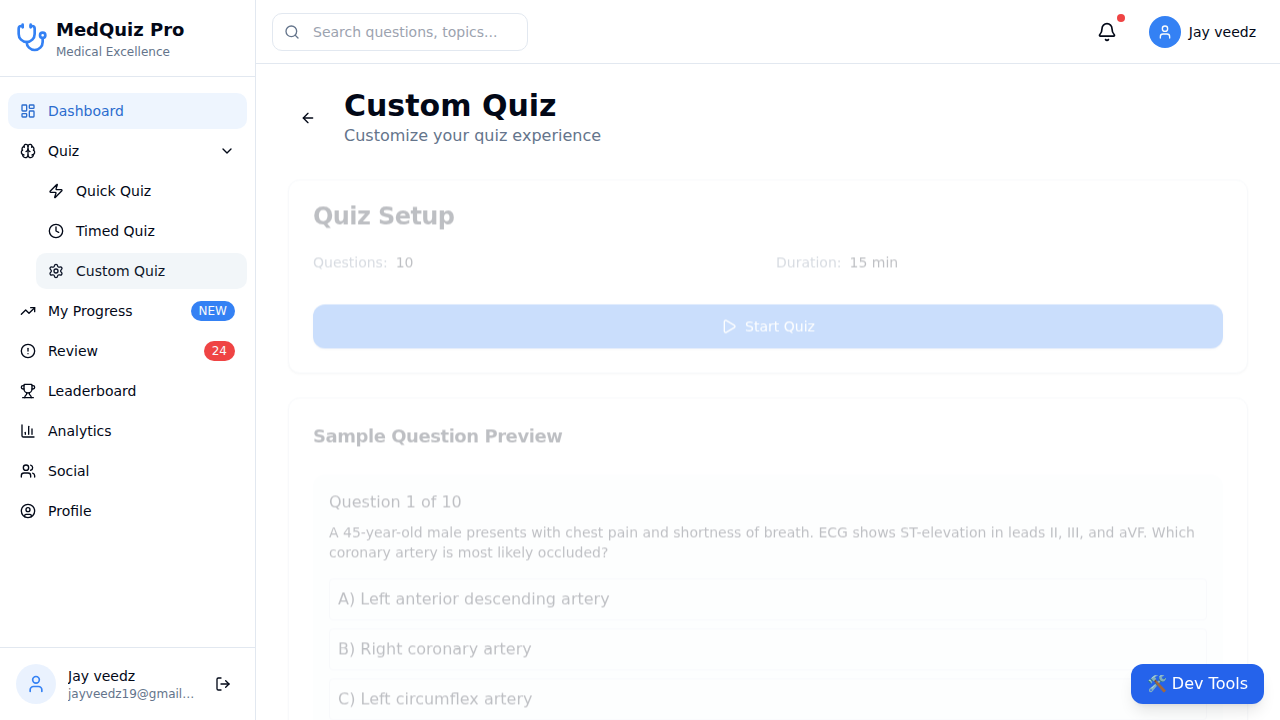 MedQuiz Pro
Medical Excellence
Search questions, topics...
Jay veedz
Dashboard
Quiz
Quick Quiz
Timed Quiz
Custom Quiz
My Progress
NEW
Review
24
Leaderboard
Analytics
Social
Profile
Jay veedz
jayveedz19@gmail...
Custom Quiz
Customize your quiz experience
Quiz Setup
Questions: 10
Duration: 15 min
Start Quiz
Sample Question Preview
Question 1 of 10
A 45-year-old male presents with chest pain and shortness of breath. ECG shows ST-elevation in leads II, III, and aVF. Which
coronary artery is most likely occluded?
A) Left anterior descending artery
B) Right coronary artery
C) Left circumflex artery
🛠️ Dev Tools